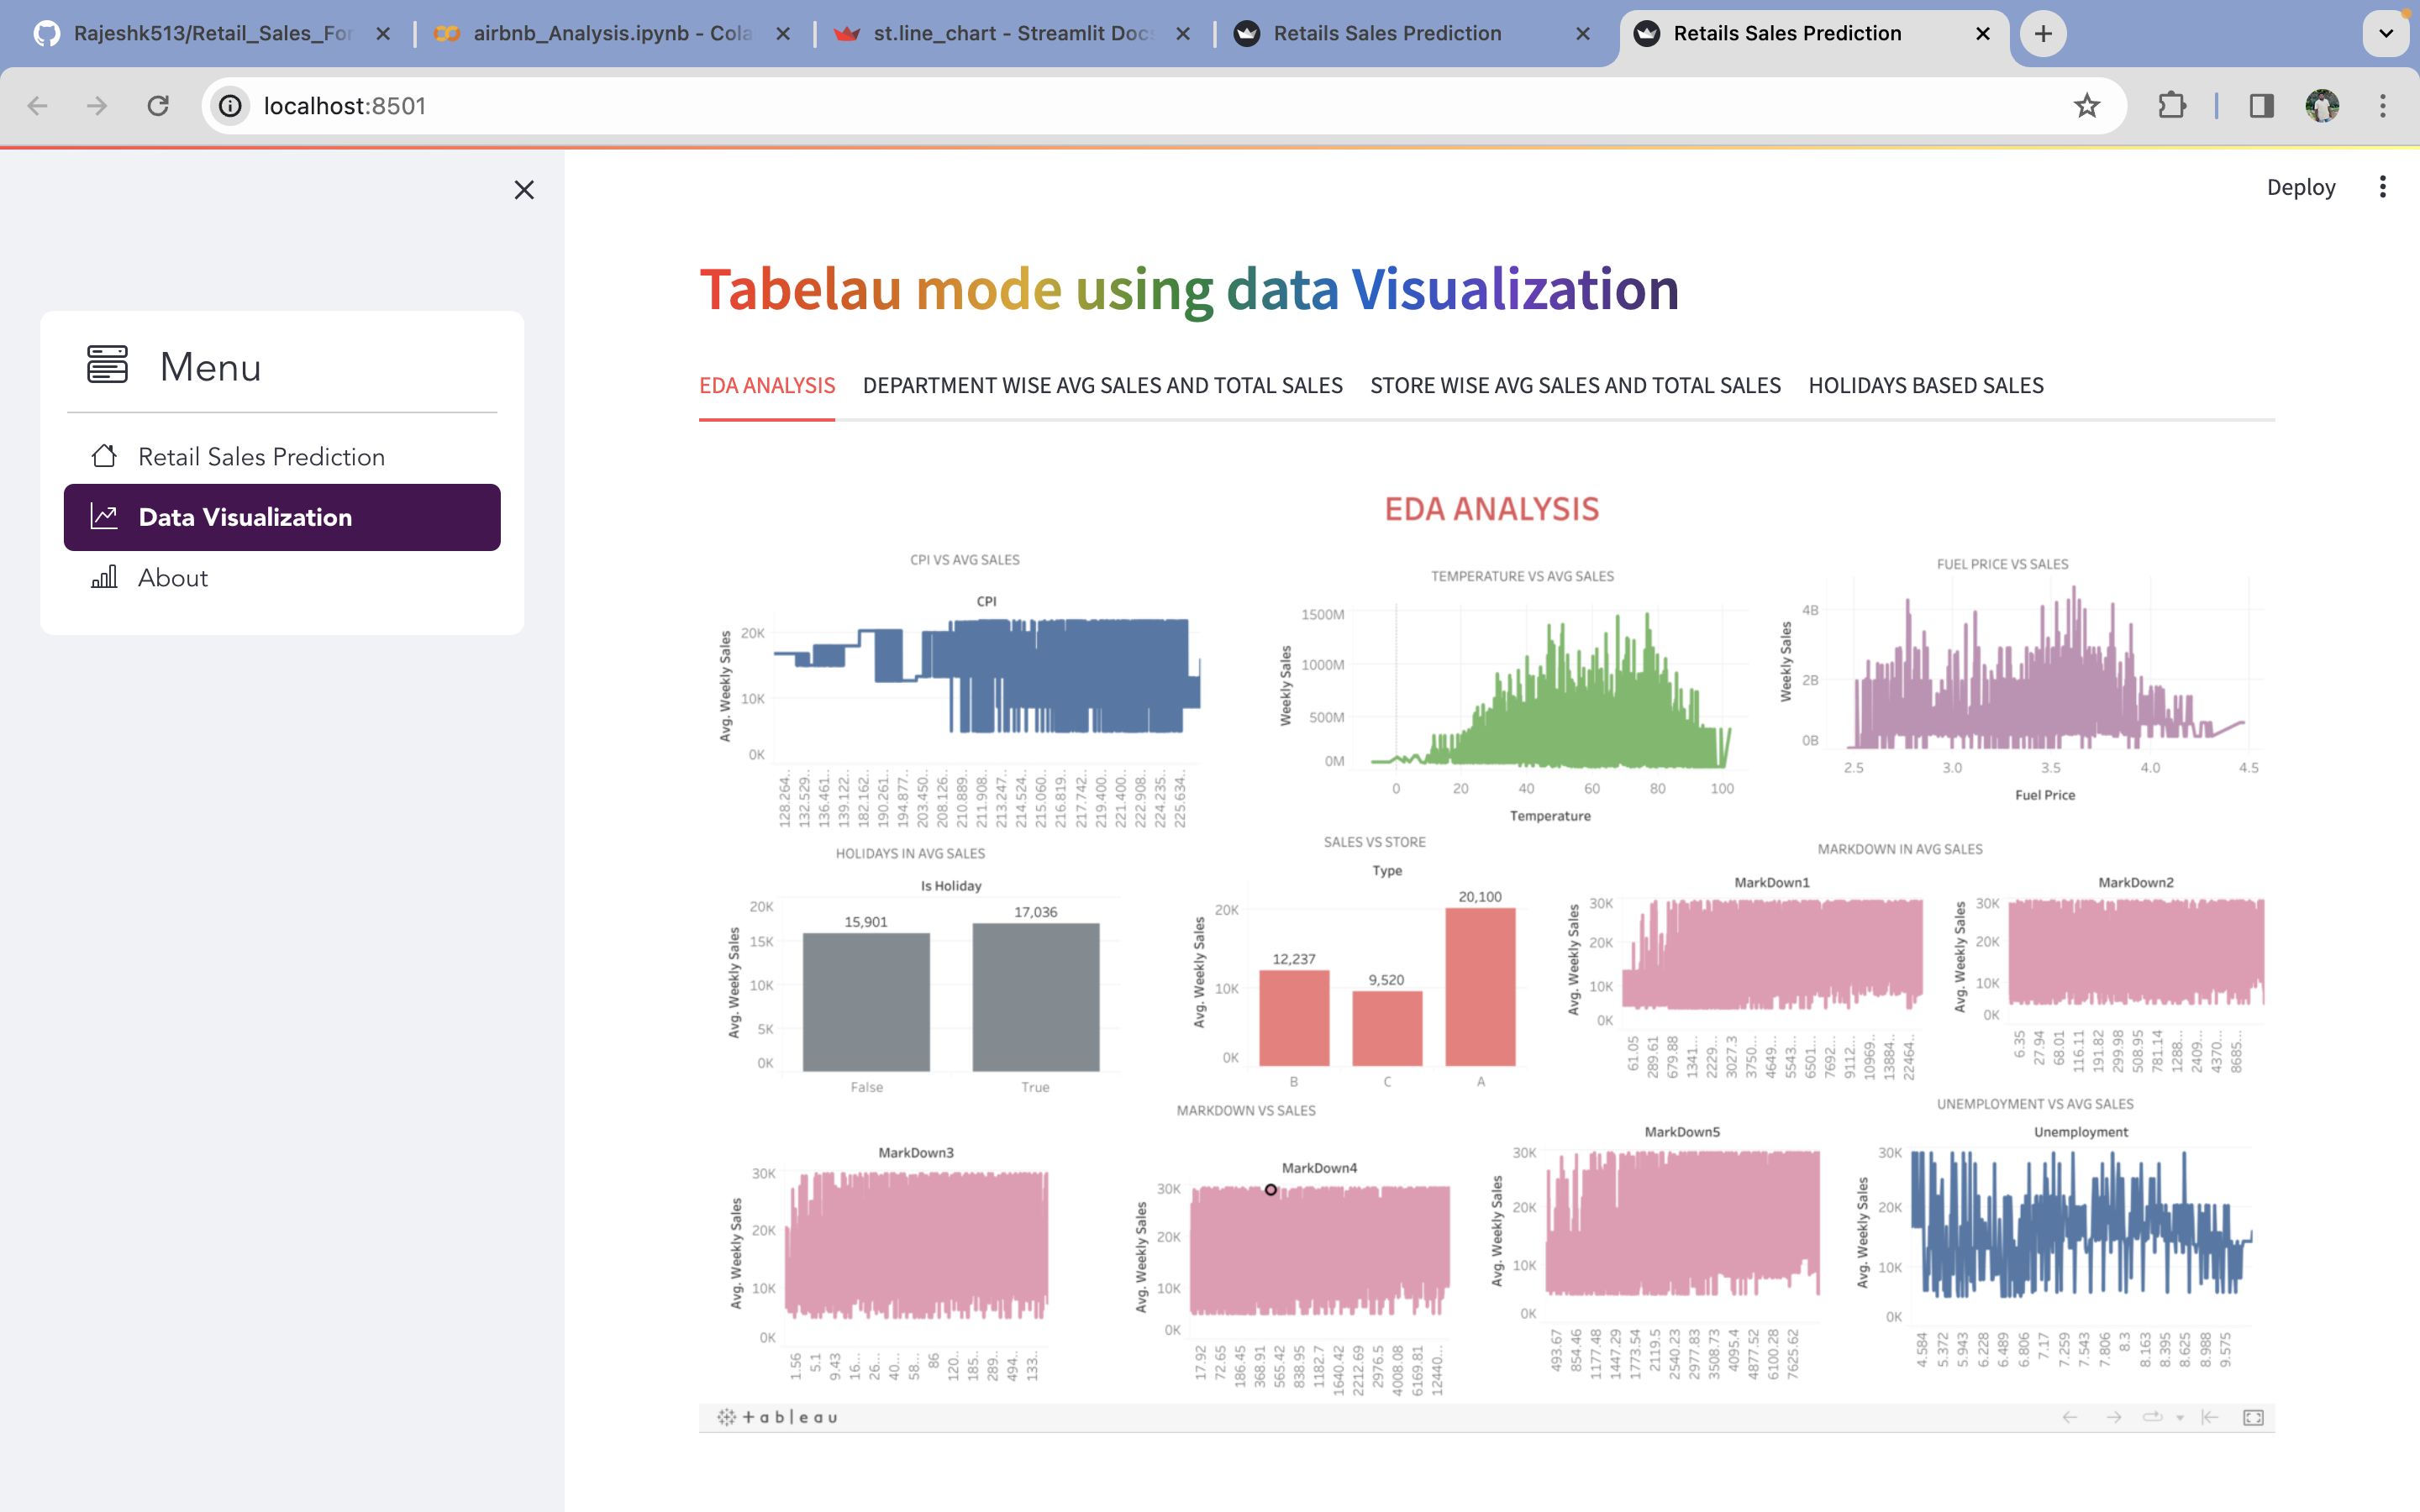 Rajeshk513/Retail_Sales_For
airbnb_Analysis.ipynb - Cola
st.line_chart - Streamlit Docs
Retails Sales Prediction
Retails Sales Prediction
localhost:8501
Deploy
Menu
Retail Sales Prediction
Data Visualization
About
Tabelau mode using data Visualization
EDA ANALYSIS
DEPARTMENT WISE AVG SALES AND TOTAL SALES
STORE WISE AVG SALES AND TOTAL SALES
HOLIDAYS BASED SALES
EDA ANALYSIS
CPI VS AVG SALES
CPI
Avg. Weekly Sales
20K
10K
0K
128.264..
132.529..
136.461..
139.122..
182.162..
190.261..
194.877..
203.450..
208.126..
210.889..
211.908..
213.247..
214.524..
215.060..
216.819..
217.742..
219.400..
221.400..
222.908..
224.235..
225.634..
TEMPERATURE VS AVG SALES
Weekly Sales
1500M
1000M
500M
0M
0
20
40
60
80
100
Temperature
FUEL PRICE VS SALES
Weekly Sales
4B
2B
0B
2.5
3.0
3.5
4.0
4.5
Fuel Price
HOLIDAYS IN AVG SALES
Is Holiday
Avg. Weekly Sales
20K
15K
10K
5K
0K
15,901
17,036
False
True
SALES VS STORE
Type
Avg. Weekly Sales
20K
10K
0K
12,237
9,520
20,100
B
C
A
MARKDOWN IN AVG SALES
MarkDown1
Avg. Weekly Sales
30K
20K
10K
0K
61.05
289.61
679.88
1341...
2229...
3027.3
3750...
4649...
5543...
6501...
7692...
9112...
10969..
13884..
22464..
MarkDown2
Avg. Weekly Sales
30K
20K
10K
0K
6.35
27.94
68.01
116.11
191.82
299.98
508.95
781.14
1288...
2409...
4370...
8685...
MARKDOWN VS SALES
MarkDown3
Avg. Weekly Sales
30K
20K
10K
0K
1.56
5.1
9.43
16...
26...
40...
58...
86
120..
185..
289..
494..
133..
MarkDown4
Avg. Weekly Sales
30K
20K
10K
0K
17.92
72.65
186.45
368.91
565.42
838.95
1182.7
1640.42
2212.69
2976.5
4008.08
6169.81
12440...
MarkDown5
Avg. Weekly Sales
30K
20K
10K
0K
493.67
854.46
1177.48
1447.29
1773.54
2119.5
2540.23
2977.83
3508.73
4095.4
4877.52
6100.28
7625.62
UNEMPLOYMENT VS AVG SALES
Unemployment
Avg. Weekly Sales
30K
20K
10K
0K
4.584
5.372
5.943
6.228
6.489
6.806
7.17
7.259
7.543
7.806
8.3
8.163
8.395
8.625
8.988
9.575
+ableau